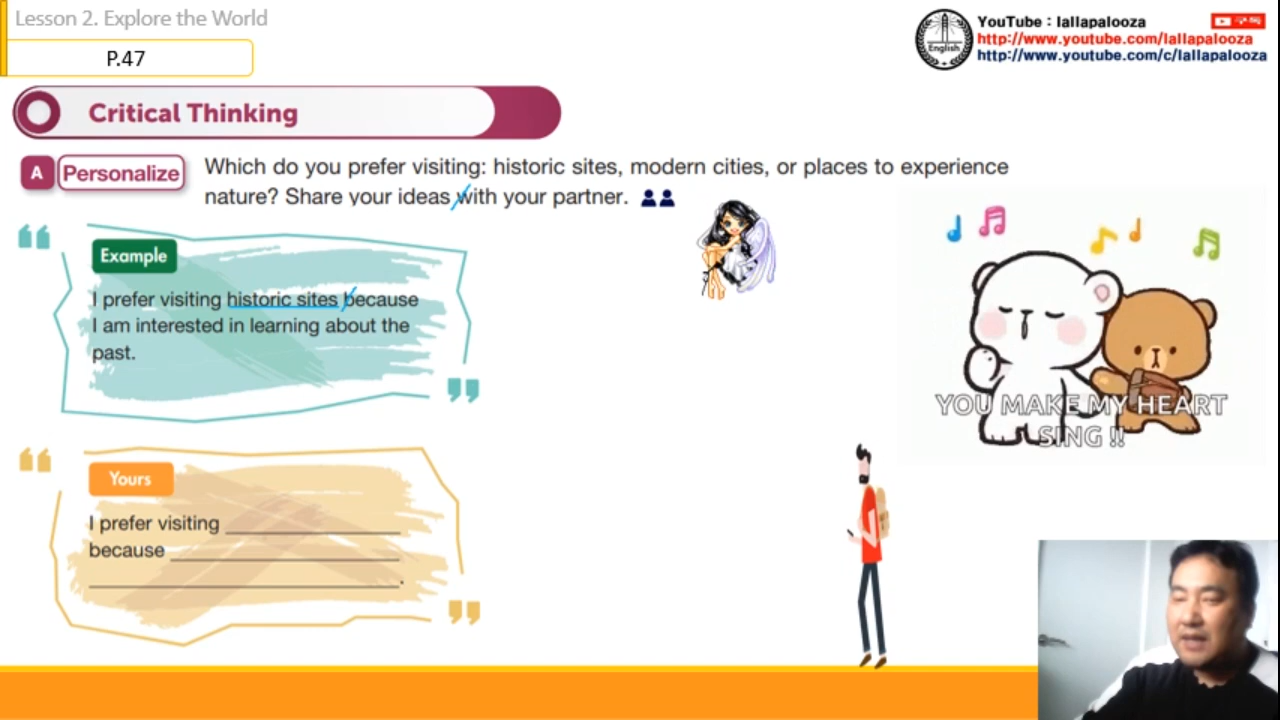 Lesson 2. Explore the World
P.47
English
YouTube : lallapalooza
http://www.youtube.com/lallapalooza
http://www.youtube.com/c/lallapalooza
Critical Thinking
A Personalize
Which do you prefer visiting: historic sites, modern cities, or places to experience
nature? Share your ideas with your partner.
Example
I prefer visiting historic sites because
I am interested in learning about the
past.
YOU MAKE MY HEART
SING !!
Yours
I prefer visiting
because
.